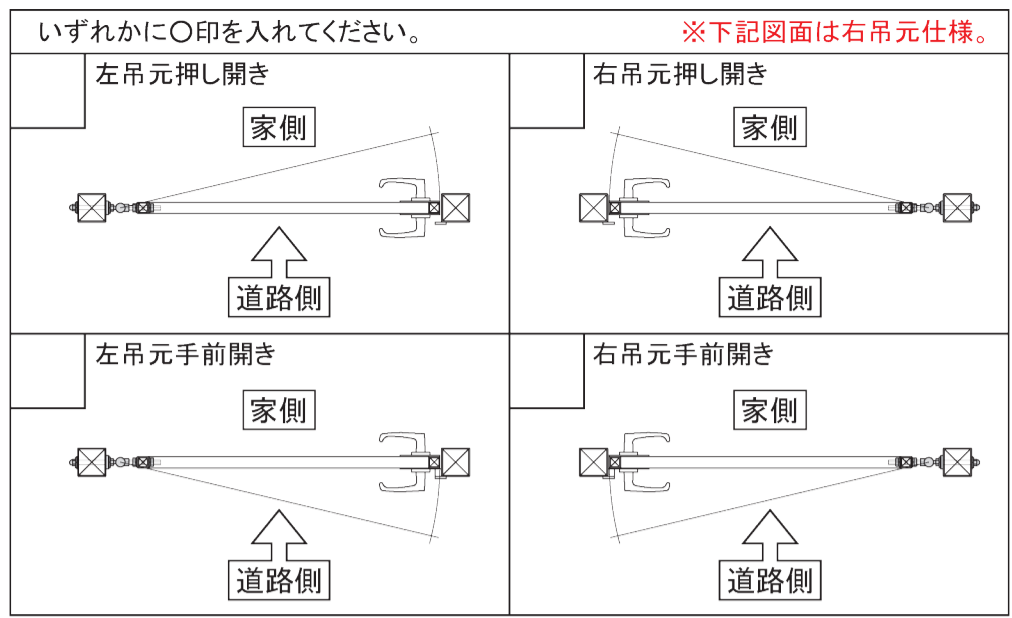 いずれかに〇印を入れてください。
※下記図面は右吊元仕様。
左吊元押し開き
家側
道路側
右吊元押し開き
家側
道路側
左吊元手前開き
家側
道路側
右吊元手前開き
家側
道路側